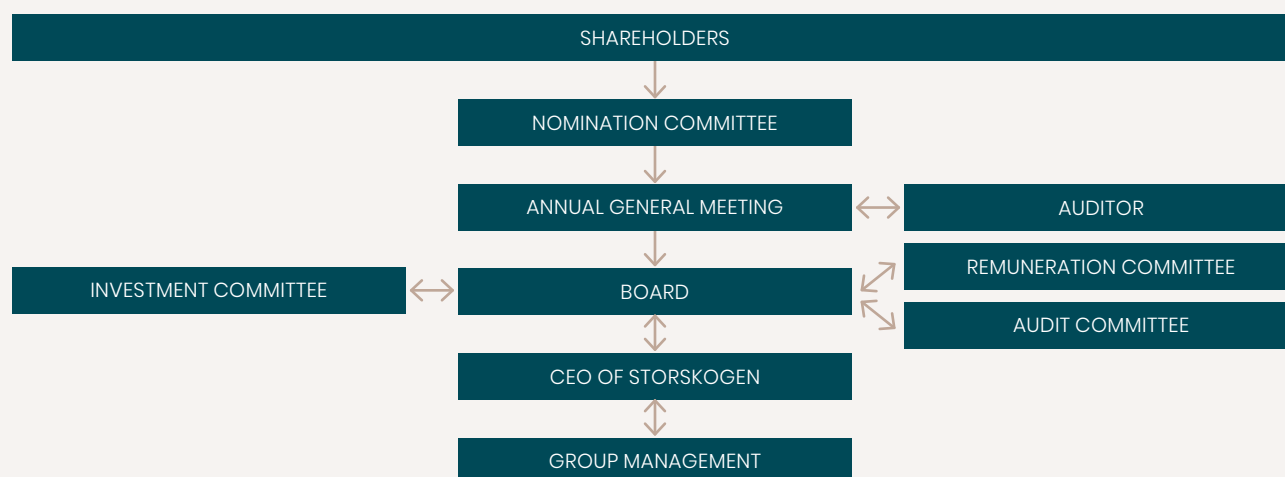 SHAREHOLDERS
NOMINATION COMMITTEE
ANNUAL GENERAL MEETING
AUDITOR
REMUNERATION COMMITTEE
INVESTMENT COMMITTEE
BOARD
AUDIT COMMITTEE
CEO OF STORSKOGEN
GROUP MANAGEMENT